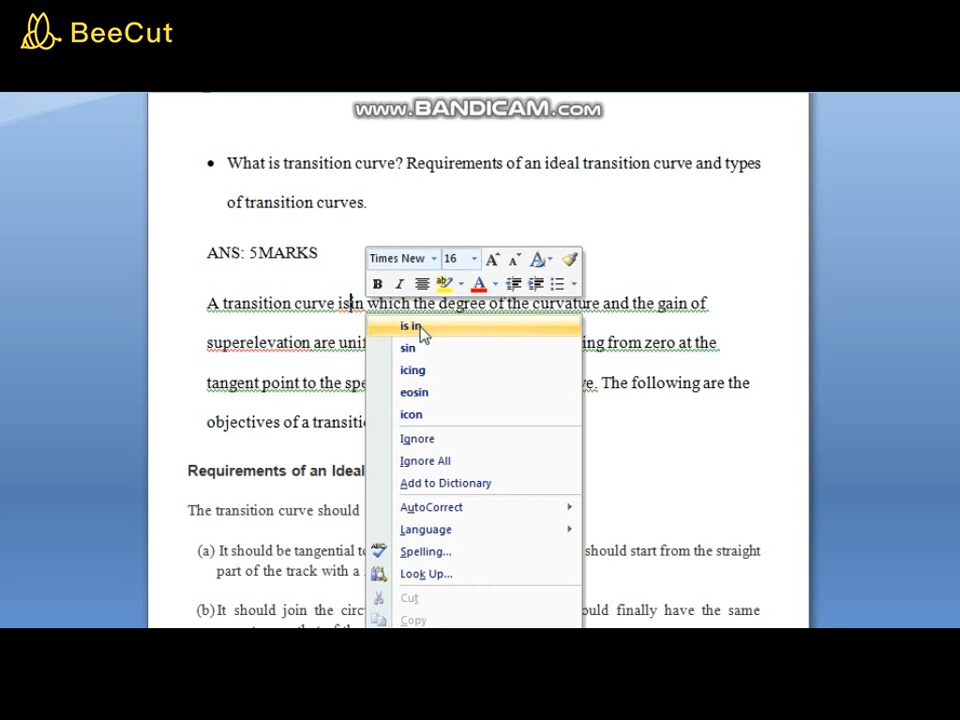 BeeCut
www.BANDICAM.com
• What is transition curve? Requirements of an ideal transition curve and types
of transition curves.
ANS: 5MARKS
Times New 16
A transition curve isin which the degree of the curvature and the gain of
superelevation are unif
ing from zero at the
tangent point to the spe
e. The following are the
objectives of a transitio
Requirements of an Ideal
The transition curve should
(a) It should be tangential to
should start from the straight
part of the track with a
(b) It should join the circ
uld finally have the same
is in
sin
icing
eosin
icon
Ignore
Ignore All
Add to Dictionary
AutoCorrect
Language
Spelling...
Look Up...
Cut
Copy